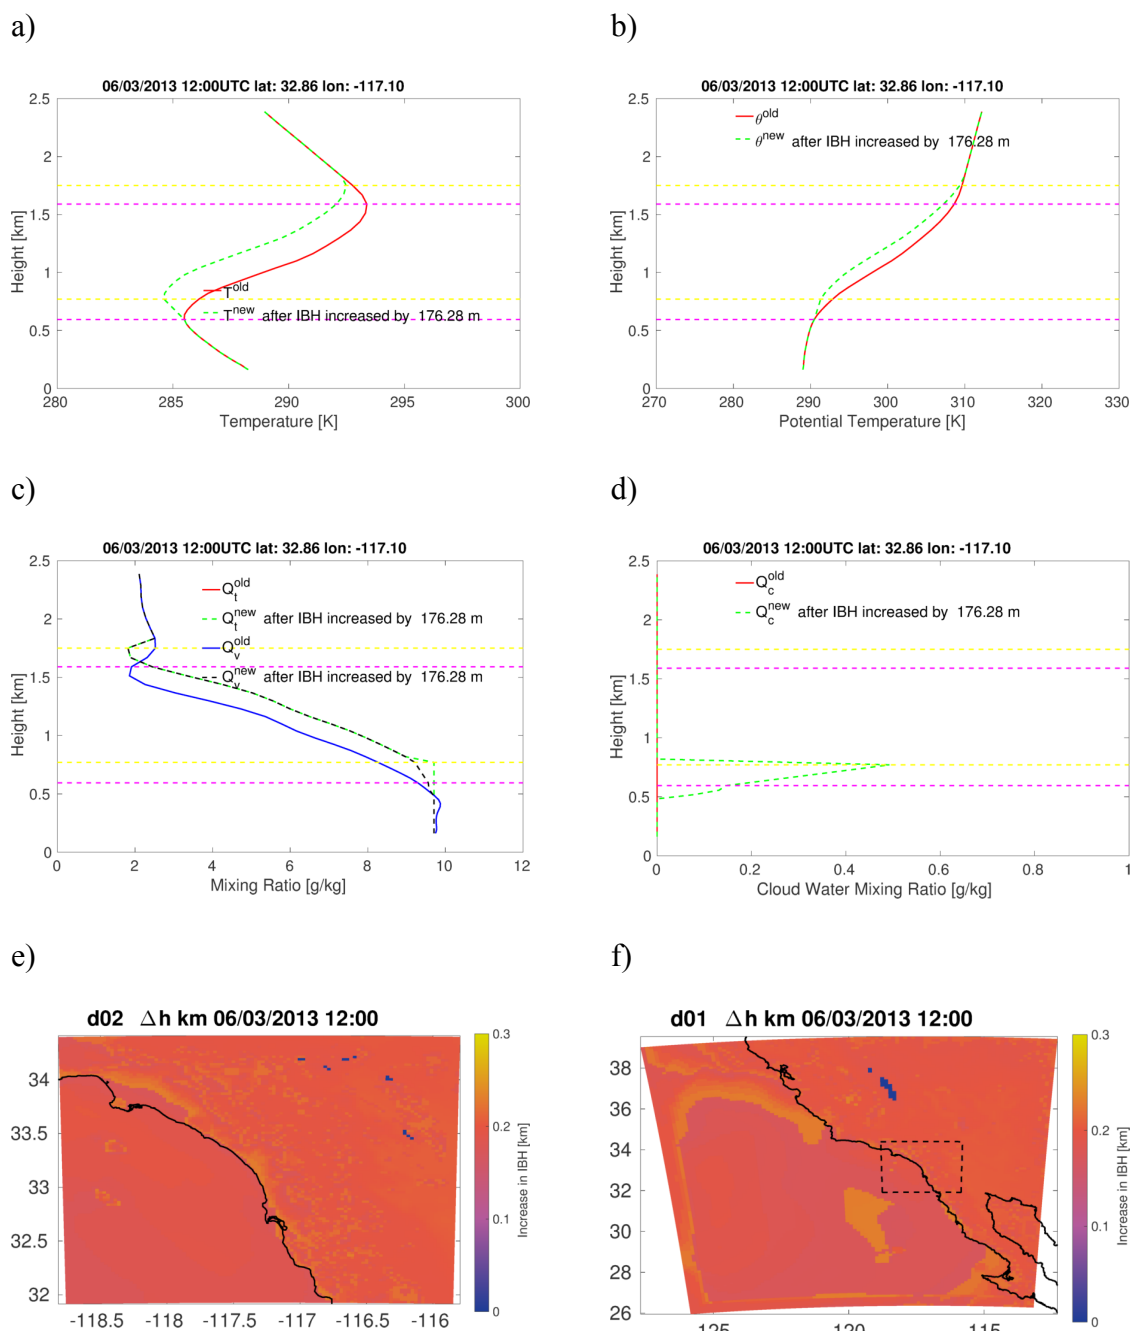 a)
06/03/2013 12:00UTC lat: 32.86 lon: -117.10
2.5
2
1.5
1
0.5
0
Height [km]
T^old
T^new after IBH increased by 176.28 m
280 285 290 295 300
Temperature [K]
b)
06/03/2013 12:00UTC lat: 32.86 lon: -117.10
2.5
2
1.5
1
0.5
0
Height [km]
θ^old
θ^new after IBH increased by 176.28 m
270 280 290 300 310 320 330
Potential Temperature [K]
c)
06/03/2013 12:00UTC lat: 32.86 lon: -117.10
2.5
2
1.5
1
0.5
0
Height [km]
Q_t^old
Q_t^new after IBH increased by 176.28 m
Q_v^old
Q_v^new after IBH increased by 176.28 m
0 2 4 6 8 10 12
Mixing Ratio [g/kg]
d)
06/03/2013 12:00UTC lat: 32.86 lon: -117.10
2.5
2
1.5
1
0.5
0
Height [km]
Q_c^old
Q_c^new after IBH increased by 176.28 m
0 0.2 0.4 0.6 0.8 1
Cloud Water Mixing Ratio [g/kg]
e)
d02 Δh km 06/03/2013 12:00
34
33.5
33
32.5
32
-118.5 -118 -117.5 -117 -116.5 -116
0.3
0.2
0.1
0
Increase in IBH [km]
f)
d01 Δh km 06/03/2013 12:00
38
36
34
32
30
28
26
-125 -120 -115
0.3
0.2
0.1
0
Increase in IBH [km]